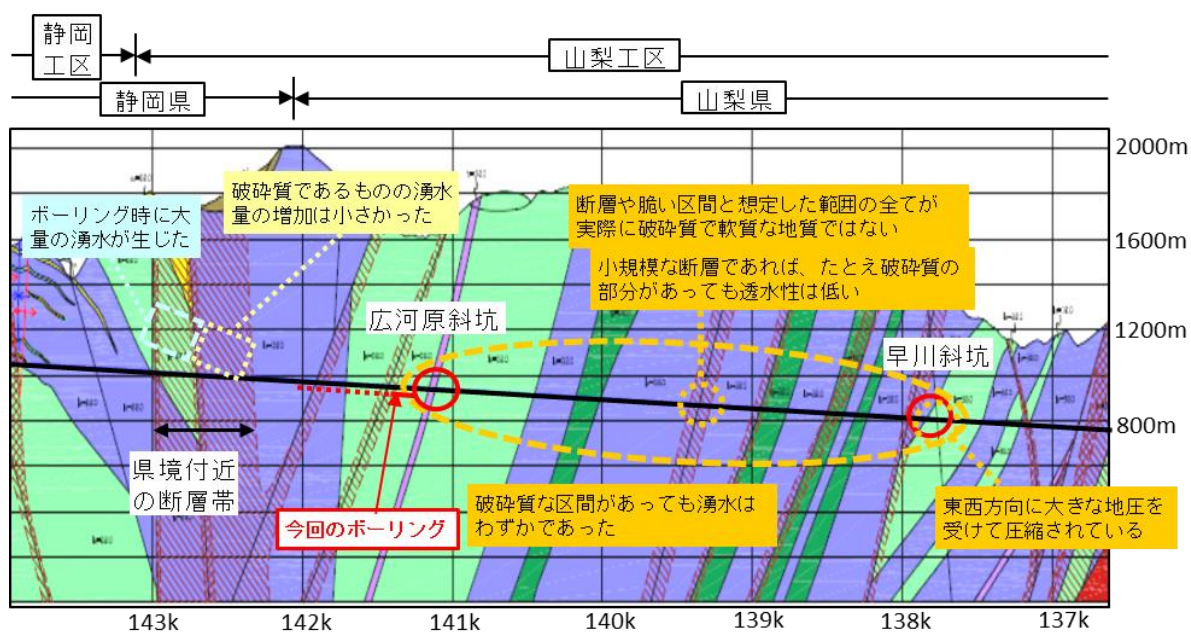 静岡
工区
山梨工区
静岡県
山梨県
2000m
1600m
1200m
800m
ボーリング時に大
量の湧水が生じた
破砕質であるものの湧水
量の増加は小さかった
断層や脆い区間と想定した範囲の全てが
実際に破砕質で軟質な地質ではない
小規模な断層であれば、たとえ破砕質の
部分があっても透水性は低い
広河原斜坑
早川斜坑
県境付近
の断層帯
今回のボーリング
破砕質な区間があっても湧水は
わずかであった
東西方向に大きな地圧を
受けて圧縮されている
143k
142k
141k
140k
139k
138k
137k